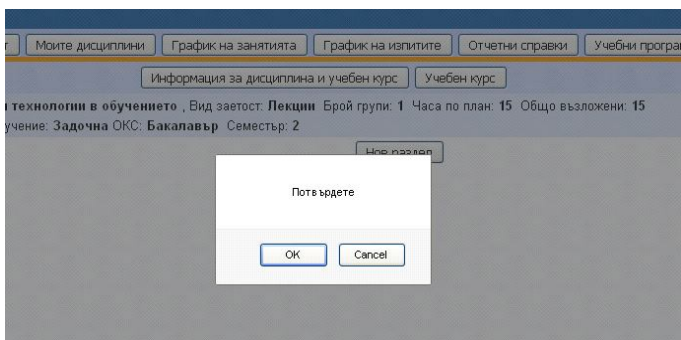 Моите дисциплини График на занятията График на изпитите Отчетни справки Учебни
Информация за дисциплина и учебен курс Учебен курс
технологии в обучението , Вид заетост: Лекции Брой групи: 1 Часа по план: 15 Общо възложени: 15
Задочна ОКС: Бакалавър Семестър: 2
Нов раздел
Потвърдете
OK Cancel